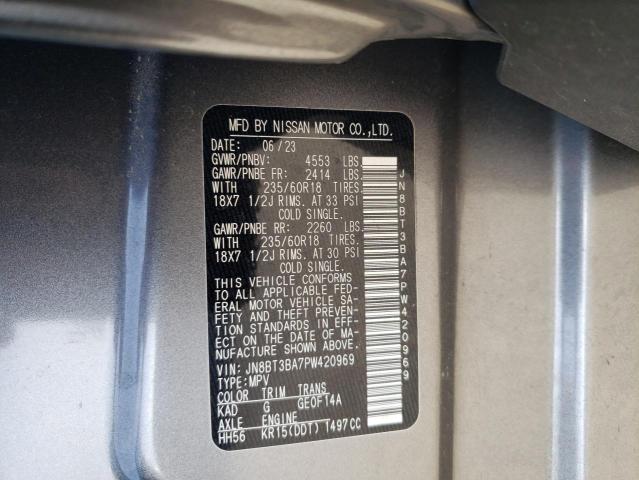 MFD BY NISSAN MOTOR CO.,LTD.
DATE: 06/23
GVWR/PNBV: 4553 LBS.
GAWR/PNBE FR: 2414 LBS.
WITH 235/60R18 TIRES.
18X7 1/2J RIMS. AT 33 PSI
COLD SINGLE.
GAWR/PNBE RR: 2260 LBS.
WITH 235/60R18 TIRES.
18X7 1/2J RIMS. AT 30 PSI
COLD SINGLE.
THIS VEHICLE CONFORMS
TO ALL APPLICABLE FED-
ERAL MOTOR VEHICLE SA-
FETY AND THEFT PREVEN-
TION STANDARDS IN EFF-
ECT ON THE DATE OF MA-
NUFACTURE SHOWN ABOVE.
VIN: JN8BT3BA7PW420969
TYPE:MPV
COLOR TRIM TRANS
KAD G GE0F14A
AXLE ENGINE
HH56 KR15(DDT) 1497CC
JN8BT3BA7PW420969